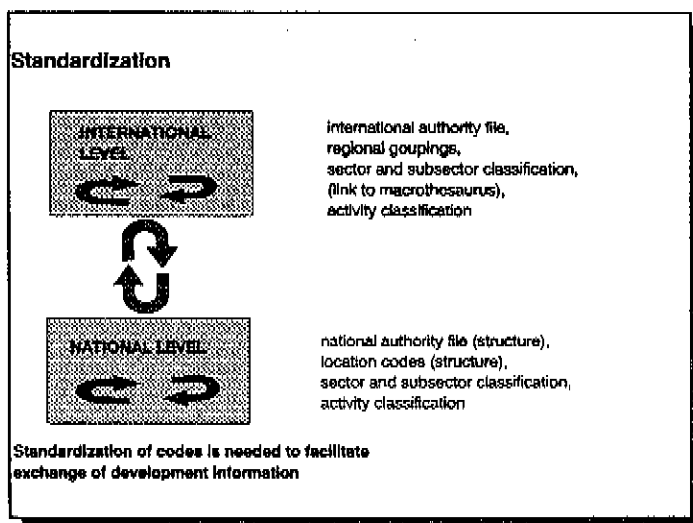 Standardization
INTERNATIONAL
LEVEL
international authority file,
regional goupings,
sector and subsector classification,
(link to macrothesaurus),
activity classification
NATIONAL LEVEL
national authority file (structure),
location codes (structure),
sector and subsector classification,
activity classification
Standardization of codes is needed to facilitate
exchange of development information